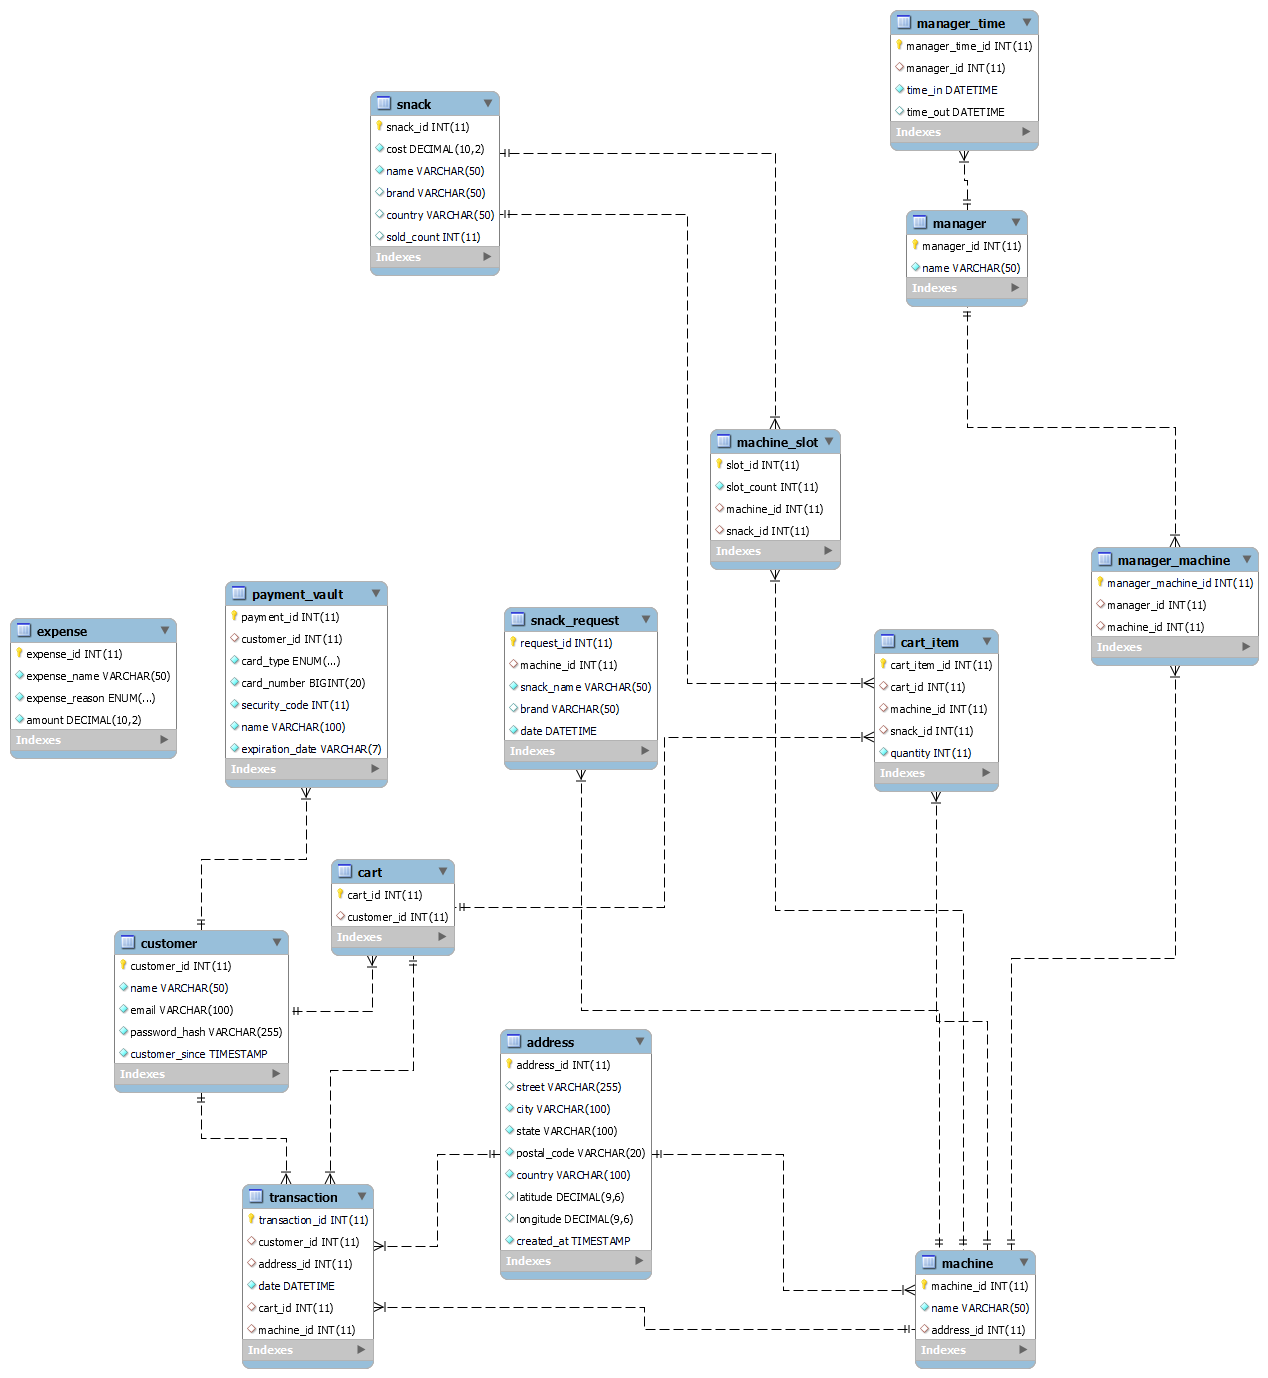 manager_time
manager_time_id INT(11)
manager_id INT(11)
time_in DATETIME
time_out DATETIME
Indexes
snack
snack_id INT(11)
cost DECIMAL(10,2)
name VARCHAR(50)
brand VARCHAR(50)
country VARCHAR(50)
sold_count INT(11)
Indexes
manager
manager_id INT(11)
name VARCHAR(50)
Indexes
machine_slot
slot_id INT(11)
slot_count INT(11)
machine_id INT(11)
snack_id INT(11)
Indexes
manager_machine
manager_machine_id INT(11)
manager_id INT(11)
machine_id INT(11)
Indexes
payment_vault
payment_id INT(11)
customer_id INT(11)
card_type ENUM(...)
card_number BIGINT(20)
security_code INT(11)
name VARCHAR(100)
expiration_date VARCHAR(7)
Indexes
expense
expense_id INT(11)
expense_name VARCHAR(50)
expense_reason ENUM(...)
amount DECIMAL(10,2)
Indexes
snack_request
request_id INT(11)
machine_id INT(11)
snack_name VARCHAR(50)
brand VARCHAR(50)
date DATETIME
Indexes
cart_item
cart_item_id INT(11)
cart_id INT(11)
machine_id INT(11)
snack_id INT(11)
quantity INT(11)
Indexes
cart
cart_id INT(11)
customer_id INT(11)
Indexes
customer
customer_id INT(11)
name VARCHAR(50)
email VARCHAR(100)
password_hash VARCHAR(255)
customer_since TIMESTAMP
Indexes
address
address_id INT(11)
street VARCHAR(255)
city VARCHAR(100)
state VARCHAR(100)
postal_code VARCHAR(20)
country VARCHAR(100)
latitude DECIMAL(9,6)
longitude DECIMAL(9,6)
created_at TIMESTAMP
Indexes
transaction
transaction_id INT(11)
customer_id INT(11)
address_id INT(11)
date DATETIME
cart_id INT(11)
machine_id INT(11)
Indexes
machine
machine_id INT(11)
name VARCHAR(50)
address_id INT(11)
Indexes